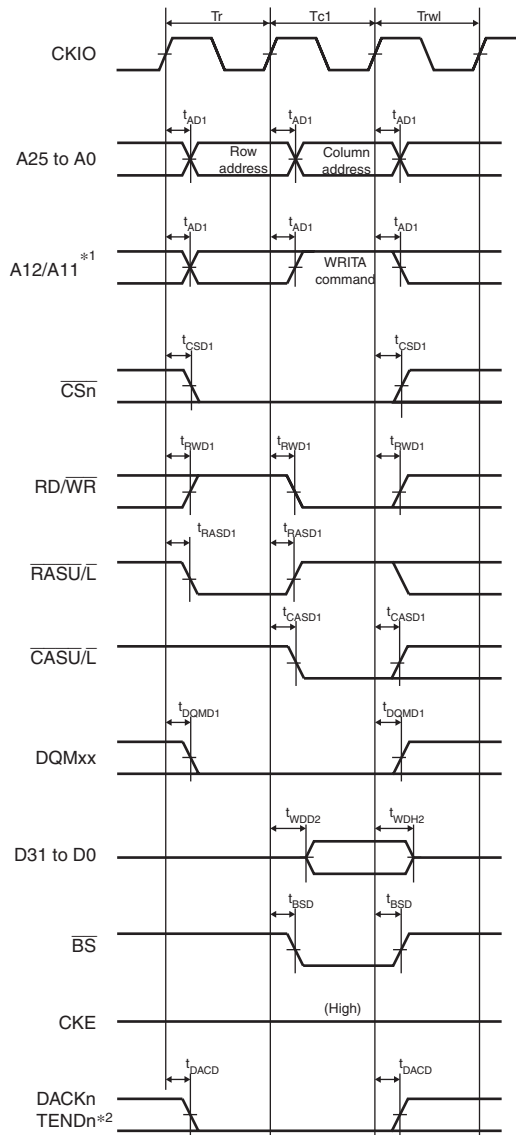 Tr Tc1 Trwl
CKIO
tAD1 tAD1 tAD1
A25 to A0
Row address
Column address
tAD1 tAD1 tAD1
A12/A11*1
WRITA command
tCSD1 tCSD1
CSn
tRWD1 tRWD1 tRWD1
RD/WR
tRASD1 tRASD1
RASU/L
tCASD1 tCASD1
CASU/L
tDQMD1 tDQMD1
DQMxx
tWDD2 tWDH2
D31 to D0
tBSD tBSD
BS
(High)
CKE
tDACD tDACD
DACKn
TENDn*2